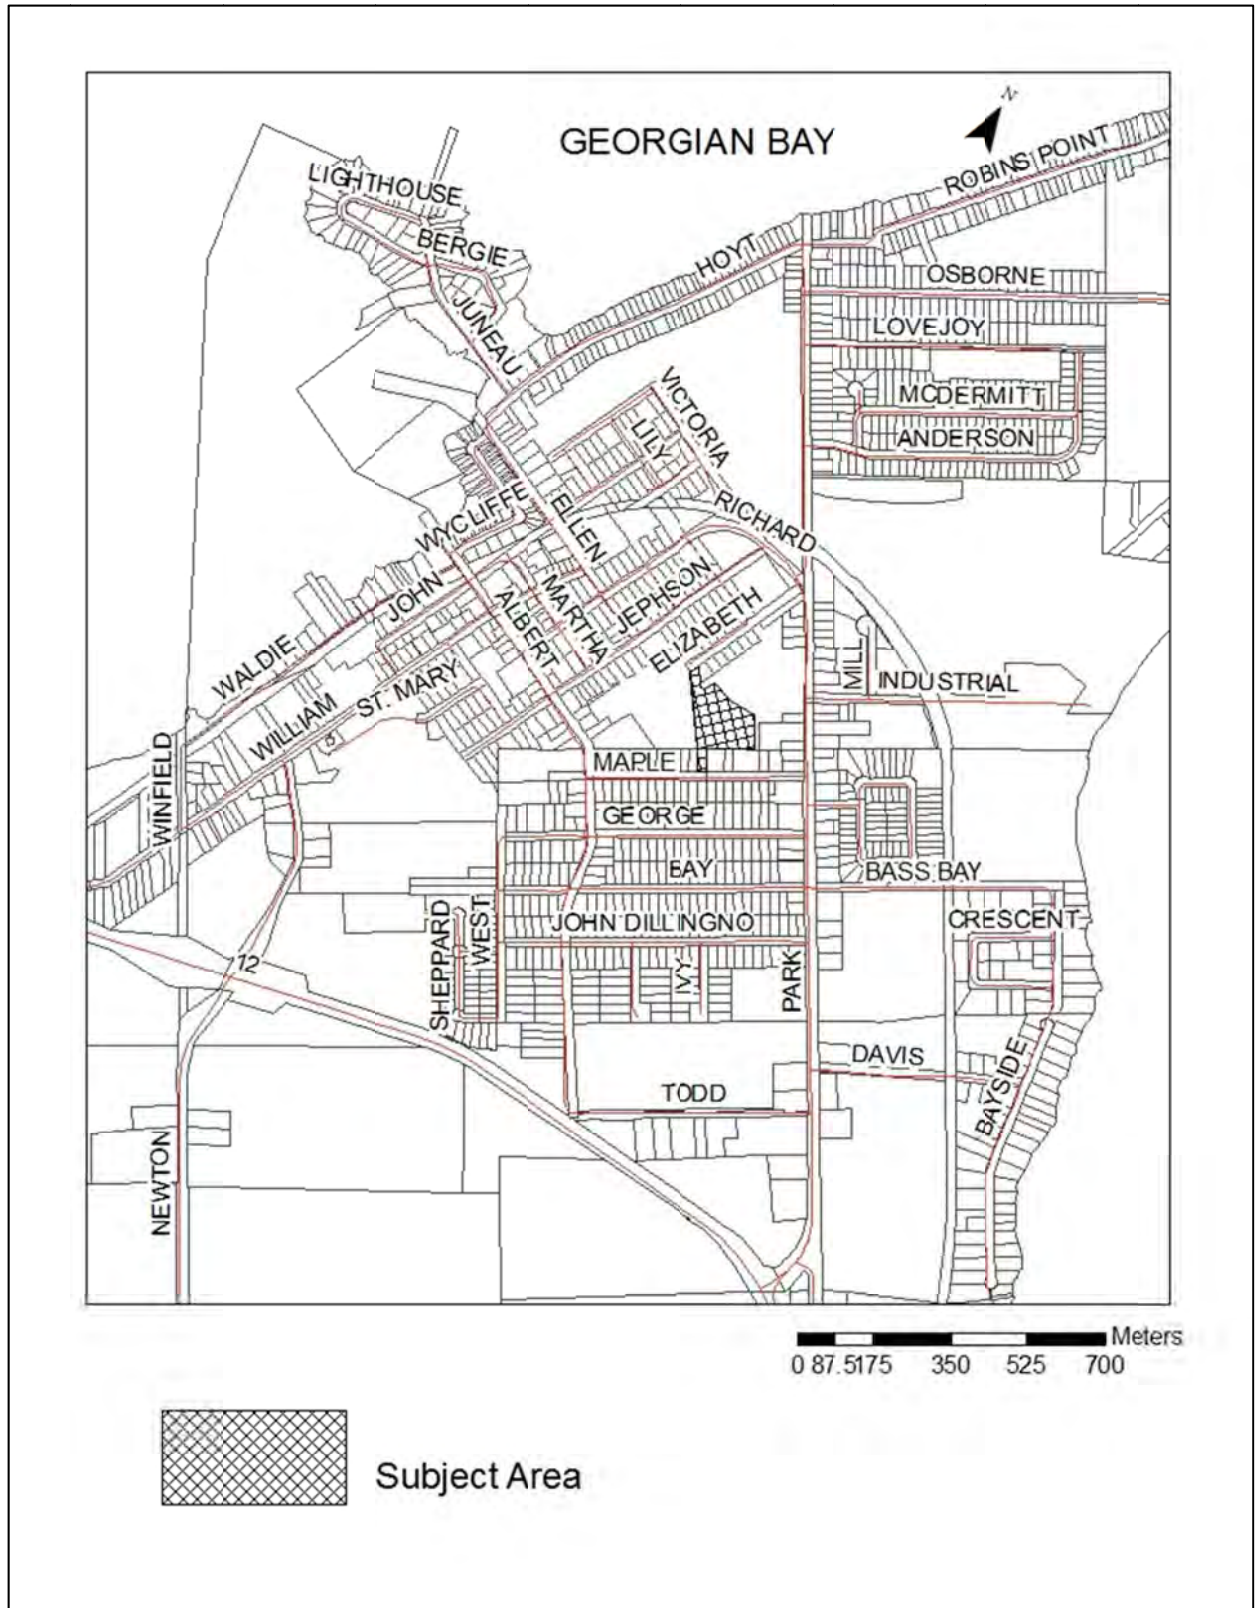 N
GEORGIAN BAY
ROBINS POINT
LIGHTHOUSE
BERGIE
HOYT
OSBORNE
JUNEAU
LOVEJOY
VICTORIA
MCDERMITT
LILY
ANDERSON
WYCLIFFE
ELLEN
RICHARD
JOHN
MARTHA
JEPHSON
ALBERT
ELIZABETH
WALDIE
ST. MARY
MILL
INDUSTRIAL
WILLIAM
WINFIELD
MAPLE
GEORGE
BAY
BASS BAY
SHEPPARD
WEST
JOHN DILLINGNO
CRESCENT
12
IVY
PARK
DAVIS
BAYSIDE
TODD
NEWTON
Meters
0 87.5175 350 525 700
Subject Area